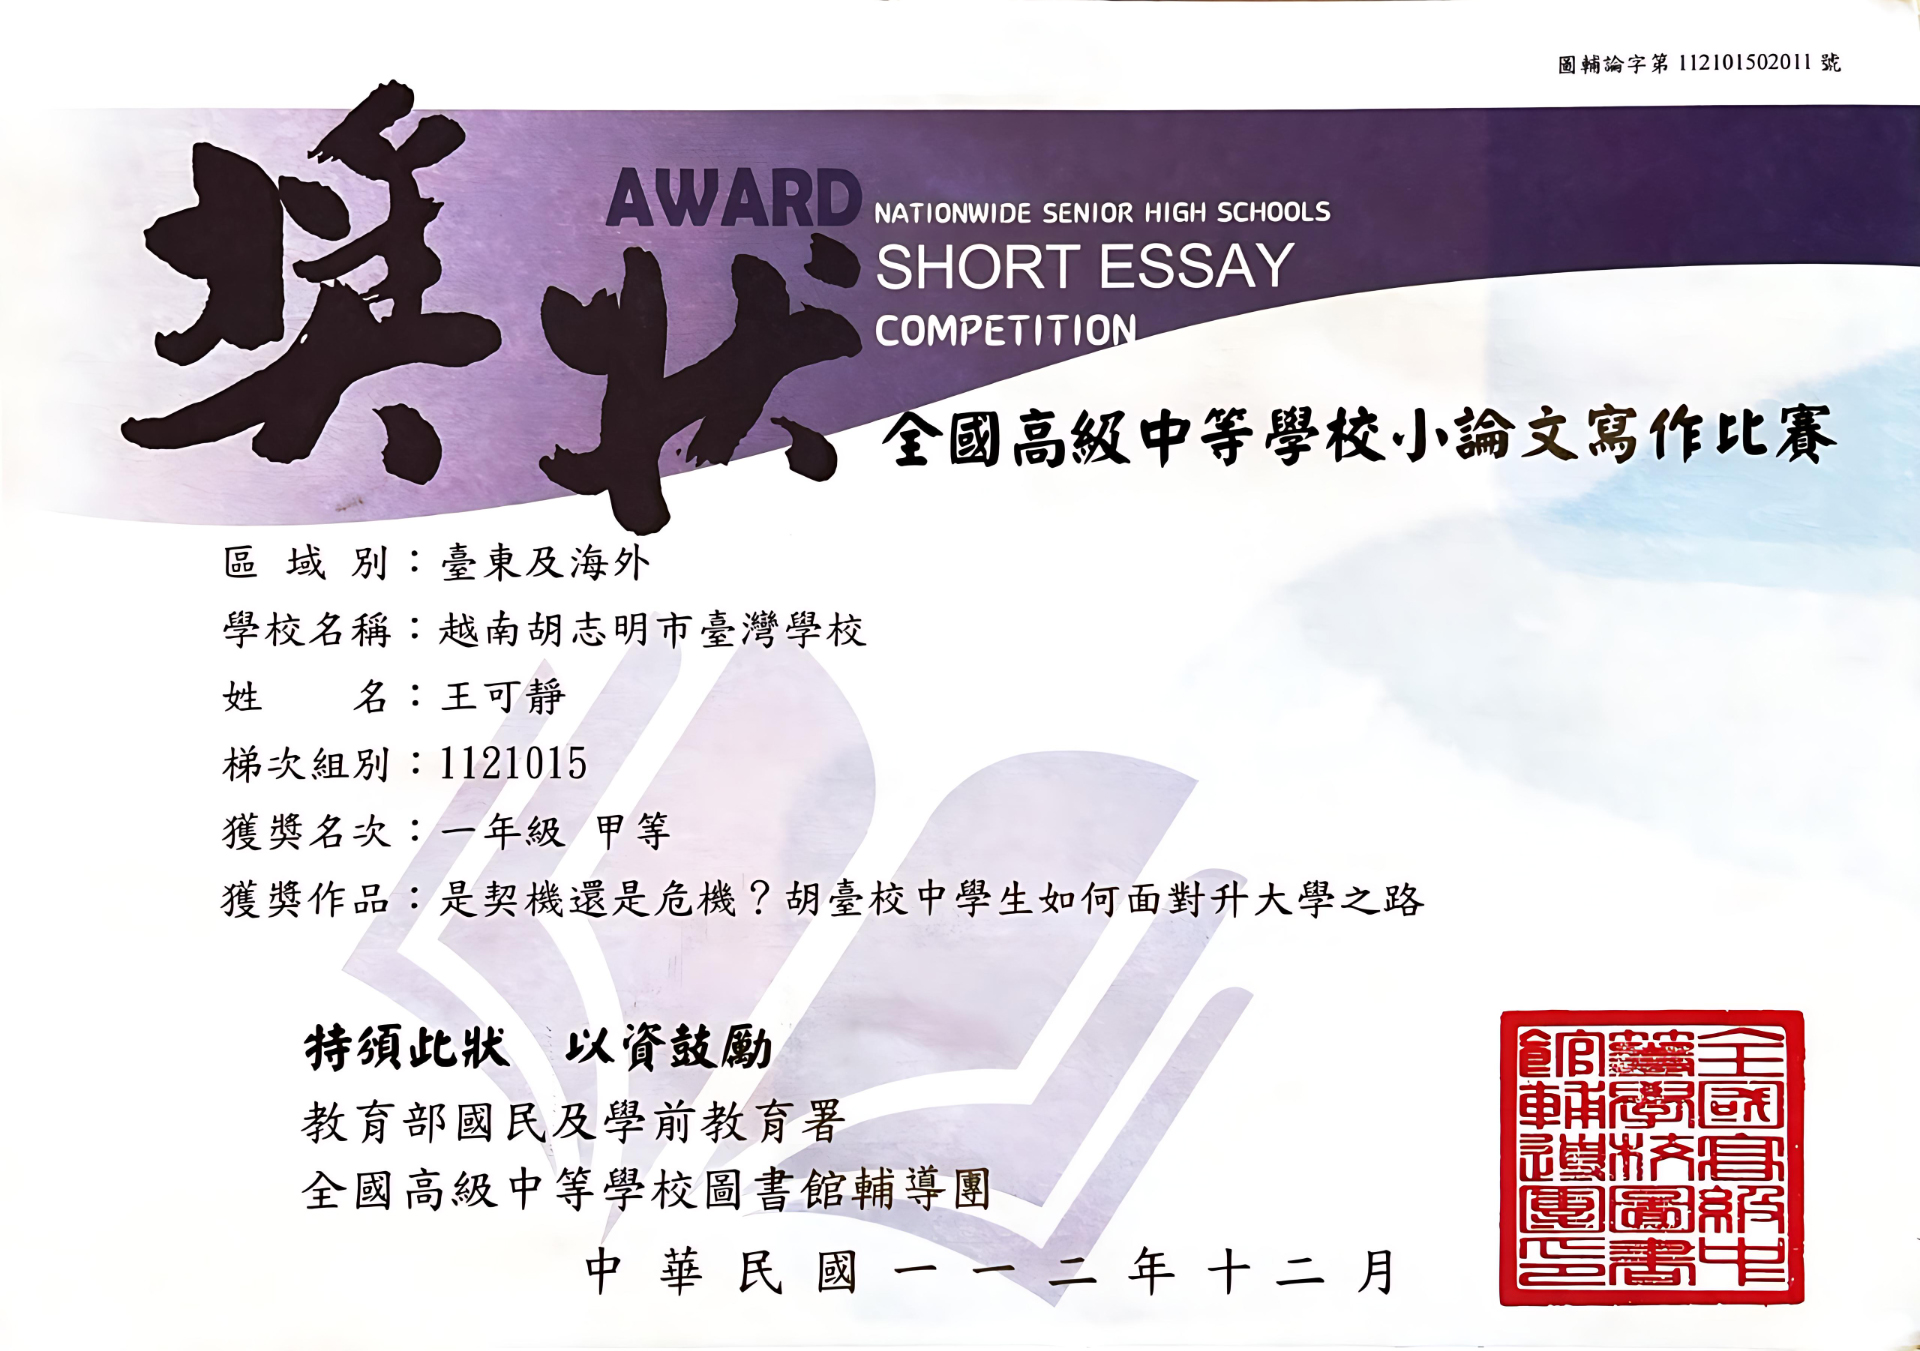 圖輔論字第 112101502011 號
獎狀
AWARD
NATIONWIDE SENIOR HIGH SCHOOLS
SHORT ESSAY
COMPETITION
全國高級中等學校小論文寫作比賽
區域別：臺東及海外
學校名稱：越南胡志明市臺灣學校
姓名：王可靜
梯次組別：1121015
獲獎名次：一年級 甲等
獲獎作品：是契機還是危機？胡臺校中學生如何面對升大學之路
特頒此狀 以資鼓勵
教育部國民及學前教育署
全國高級中等學校圖書館輔導團
中華民國一一二年十二月
全國高級中
等學校圖書
館輔導團印